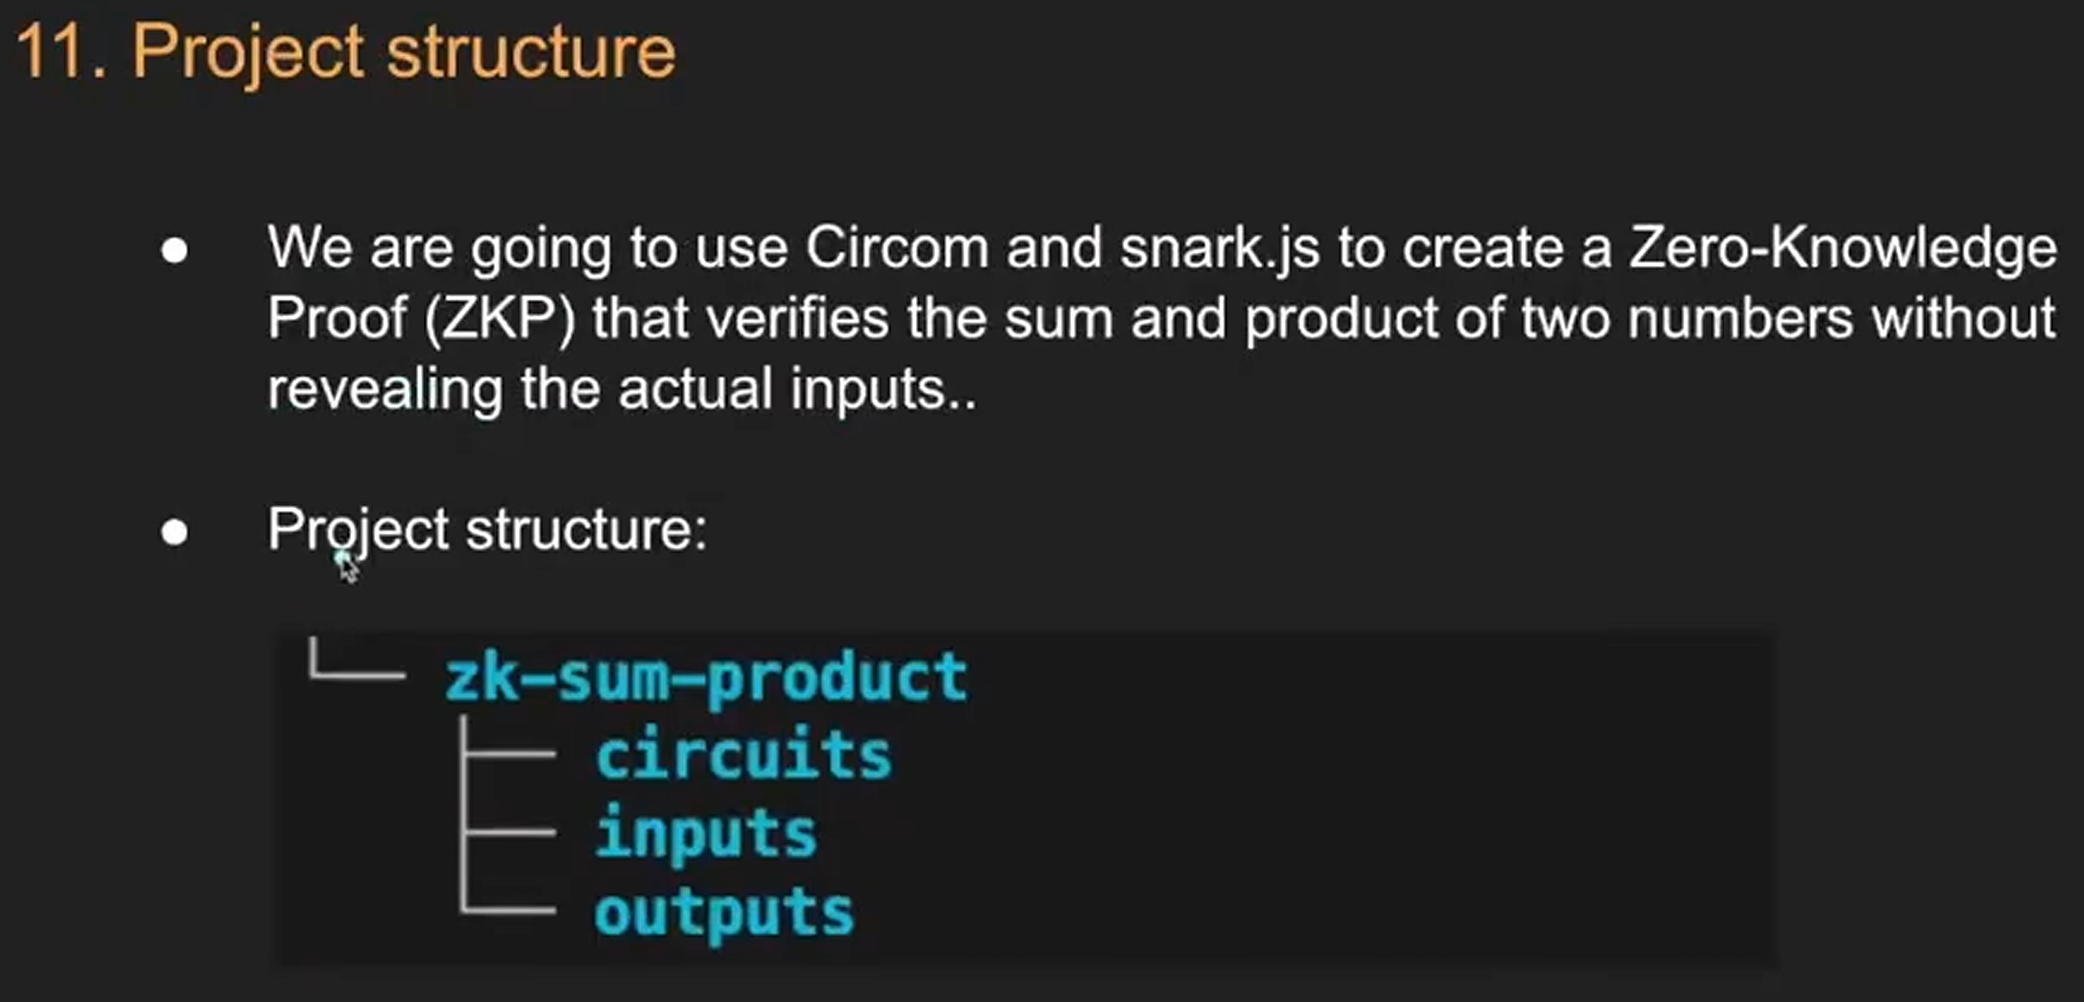 11. Project structure
● We are going to use Circom and snark.js to create a Zero-Knowledge
Proof (ZKP) that verifies the sum and product of two numbers without
revealing the actual inputs..
● Project structure:
└── zk-sum-product
├── circuits
├── inputs
└── outputs